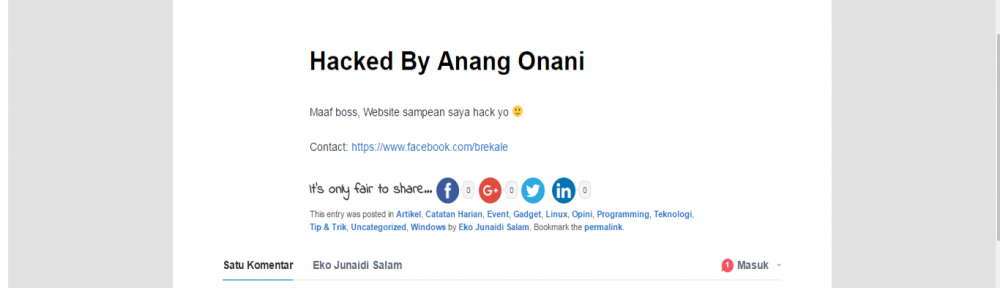 Hacked By Anang Onani
Maaf boss, Website sampean saya hack yo
Contact: https://www.facebook.com/brekale
It's only fair to share... 0 G+ 0 0
This entry was posted in Artikel, Catatan Harian, Event, Gadget, Linux, Opini, Programming, Teknologi,
Tip & Trik, Uncategorized, Windows by Eko Junaidi Salam. Bookmark the permalink.
Satu Komentar Eko Junaidi Salam 1 Masuk